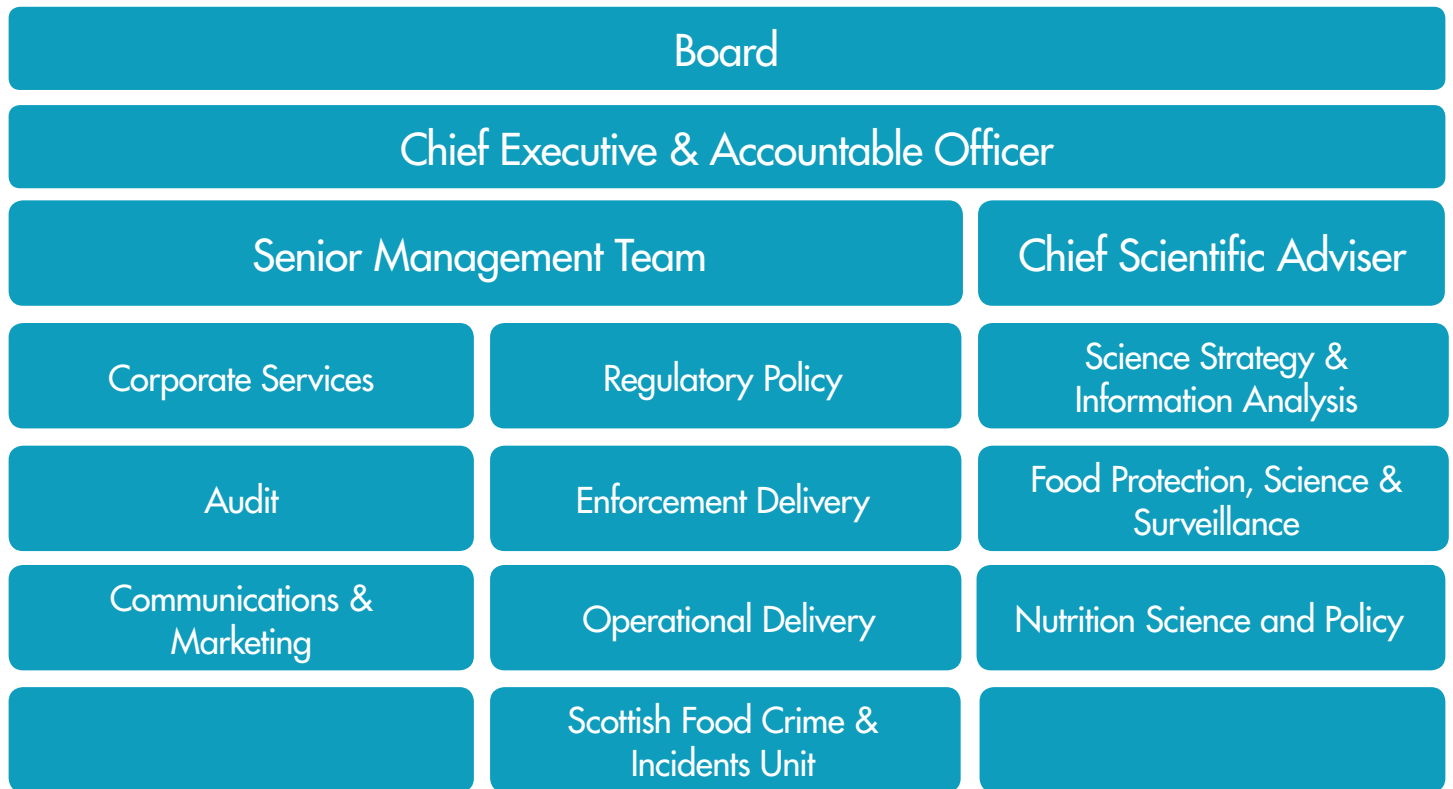 Board
Chief Executive & Accountable Officer
Senior Management Team
Chief Scientific Adviser
Corporate Services
Regulatory Policy
Science Strategy &
Information Analysis
Audit
Enforcement Delivery
Food Protection, Science &
Surveillance
Communications &
Marketing
Operational Delivery
Nutrition Science and Policy
Scottish Food Crime &
Incidents Unit